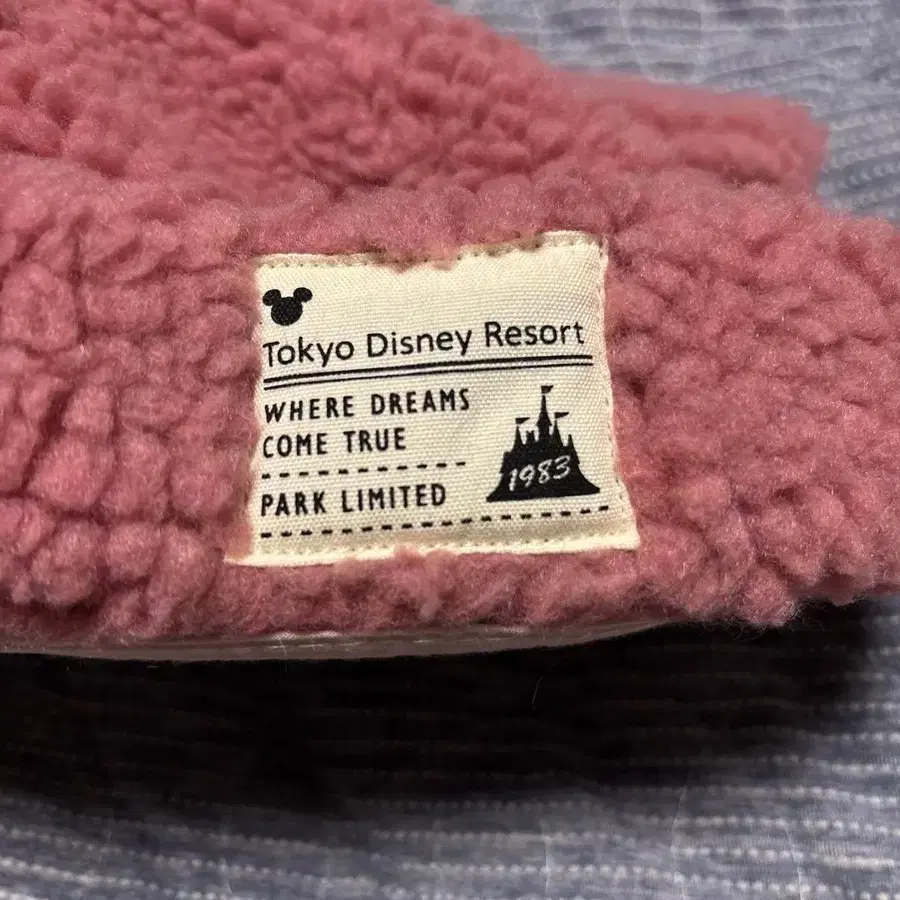 Tokyo Disney Resort
WHERE DREAMS
COME TRUE
PARK LIMITED
1983